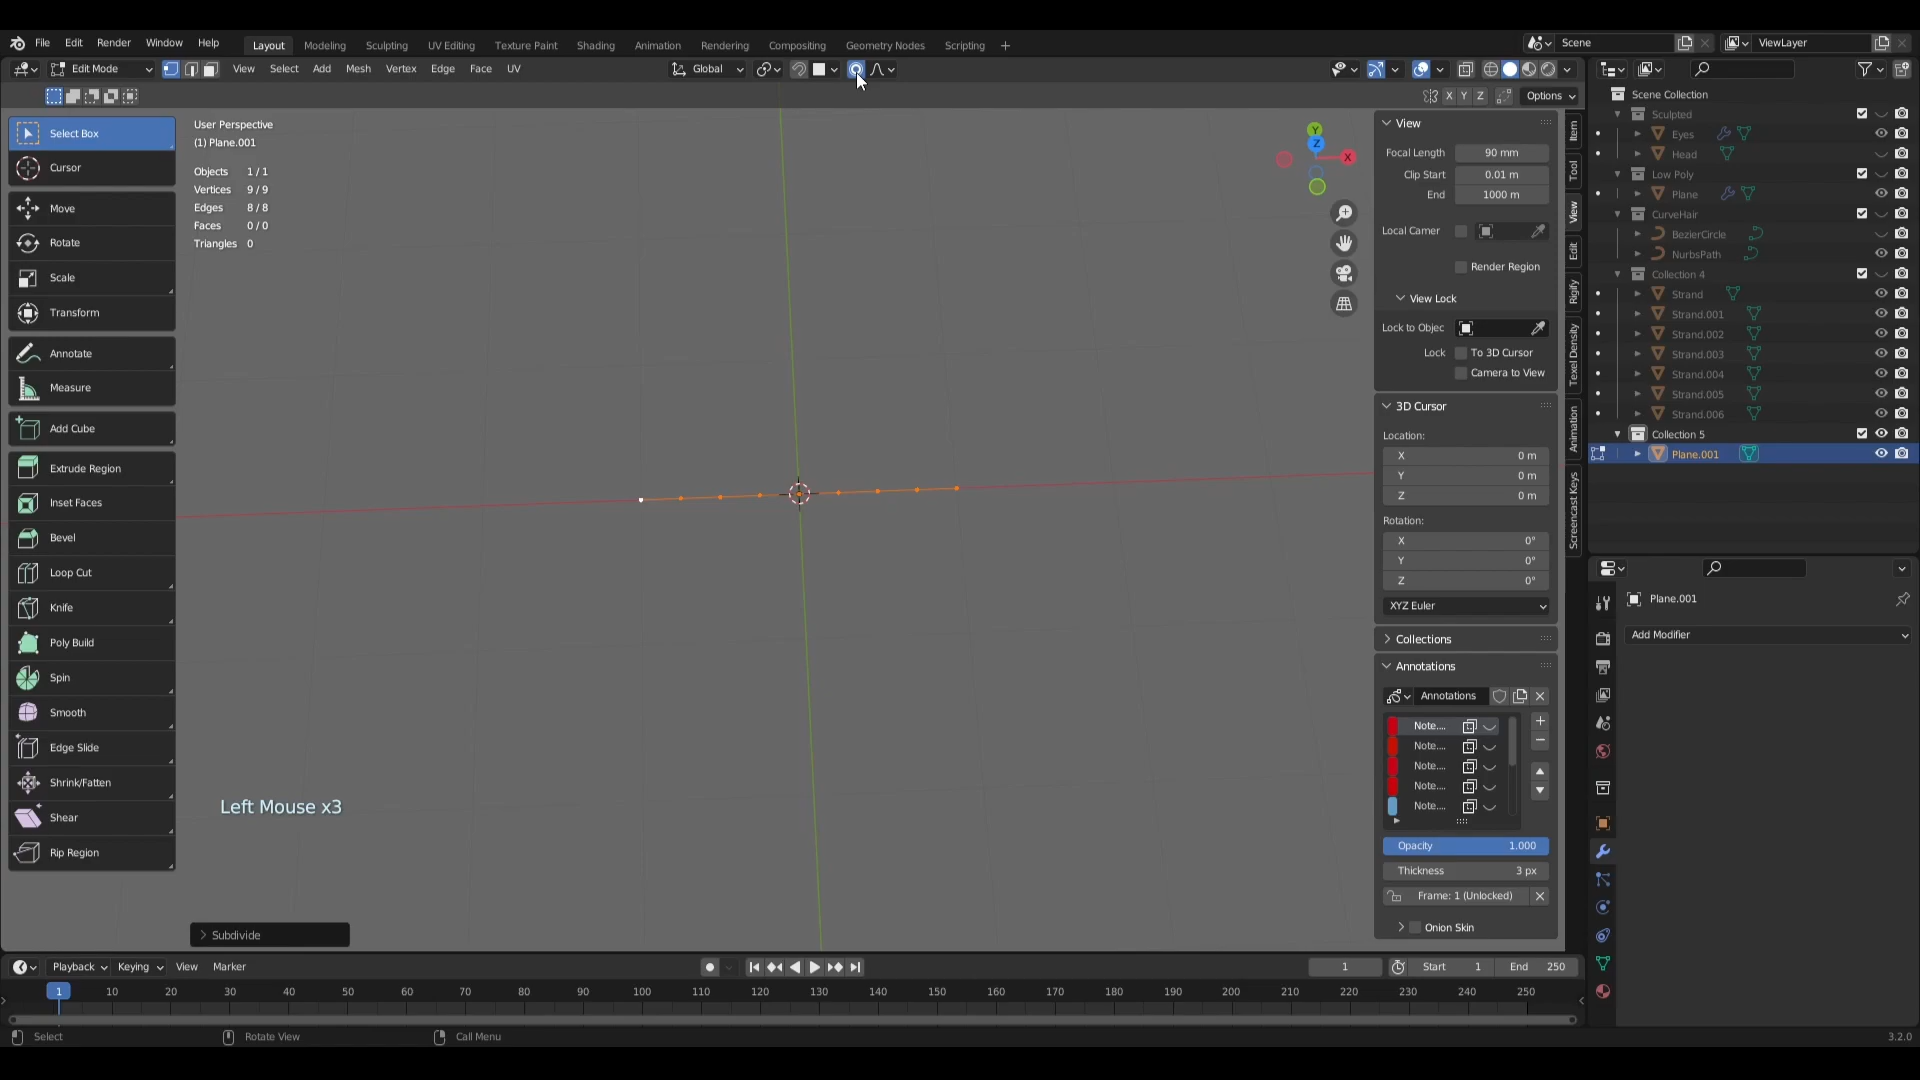 File Edit Render Window Help Layout Modeling Sculpting UV Editing Texture Paint Shading Animation Rendering Compositing Geometry Nodes Scripting + Scene ViewLayer
Edit Mode View Select Add Mesh Vertex Edge Face UV Global
X Y Z Options
Select Box
Cursor
Move
Rotate
Scale
Transform
Annotate
Measure
Add Cube
Extrude Region
Inset Faces
Bevel
Loop Cut
Knife
Poly Build
Spin
Smooth
Edge Slide
Shrink/Fatten
Shear
Rip Region
User Perspective
(1) Plane.001
Objects 1 / 1
Vertices 9 / 9
Edges 8 / 8
Faces 0 / 0
Triangles 0
Y
Z
X
Left Mouse x3
Subdivide
View
Focal Length 90 mm
Clip Start 0.01 m
End 1000 m
Local Camer
Render Region
View Lock
Lock to Objec
Lock To 3D Cursor
Camera to View
3D Cursor
Location:
X 0 m
Y 0 m
Z 0 m
Rotation:
X 0°
Y 0°
Z 0°
XYZ Euler
Collections
Annotations
Annotations
Note....
Note....
Note....
Note....
Note....
Opacity 1.000
Thickness 3 px
Frame: 1 (Unlocked)
Onion Skin
Item
Tool
View
Edit
Rigify
Texel Density
Animation
Screencast Keys
Scene Collection
Sculpted
Eyes
Head
Low Poly
Plane
CurveHair
BezierCircle
NurbsPath
Collection 4
Strand
Strand.001
Strand.002
Strand.003
Strand.004
Strand.005
Strand.006
Collection 5
Plane.001
Plane.001
Add Modifier
Playback Keying View Marker 1 Start 1 End 250
1 10 20 30 40 50 60 70 80 90 100 110 120 130 140 150 160 170 180 190 200 210 220 230 240 250
Select Rotate View Call Menu 3.2.0